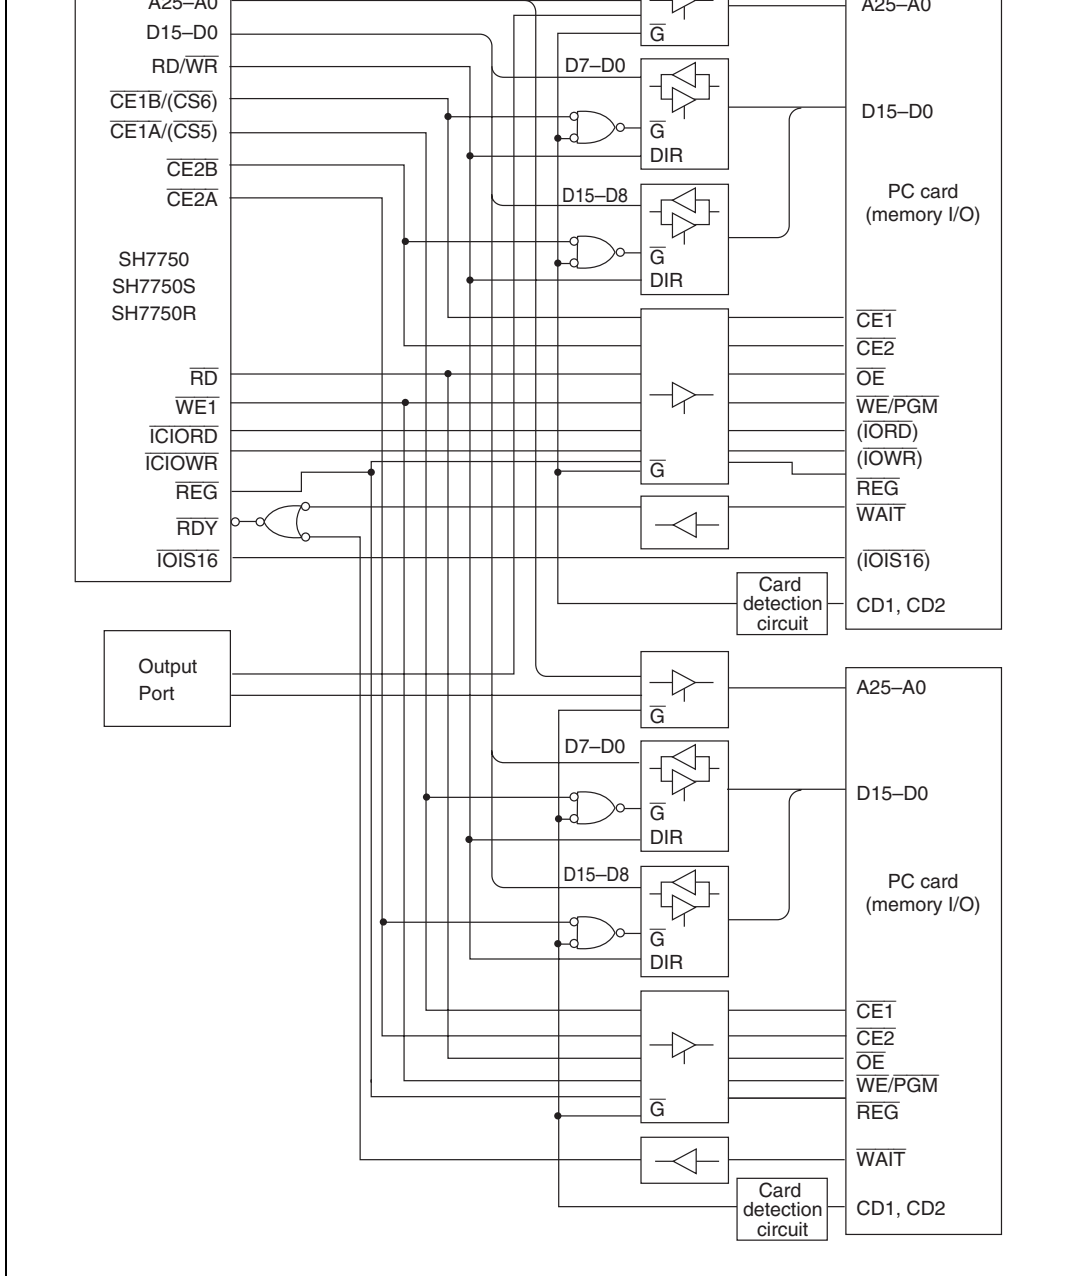 A25–A0
D15–D0
RD/WR
CE1B/(CS6)
CE1A/(CS5)
CE2B
CE2A
SH7750
SH7750S
SH7750R
RD
WE1
ICIORD
ICIOWR
REG
RDY
IOIS16
Output
Port
G
D7–D0
G
DIR
D15–D8
G
DIR
G
A25–A0
D15–D0
PC card
(memory I/O)
CE1
CE2
OE
WE/PGM
(IORD)
(IOWR)
REG
WAIT
(IOIS16)
Card
detection
circuit
CD1, CD2
G
D7–D0
G
DIR
D15–D8
G
DIR
G
A25–A0
D15–D0
PC card
(memory I/O)
CE1
CE2
OE
WE/PGM
REG
WAIT
Card
detection
circuit
CD1, CD2